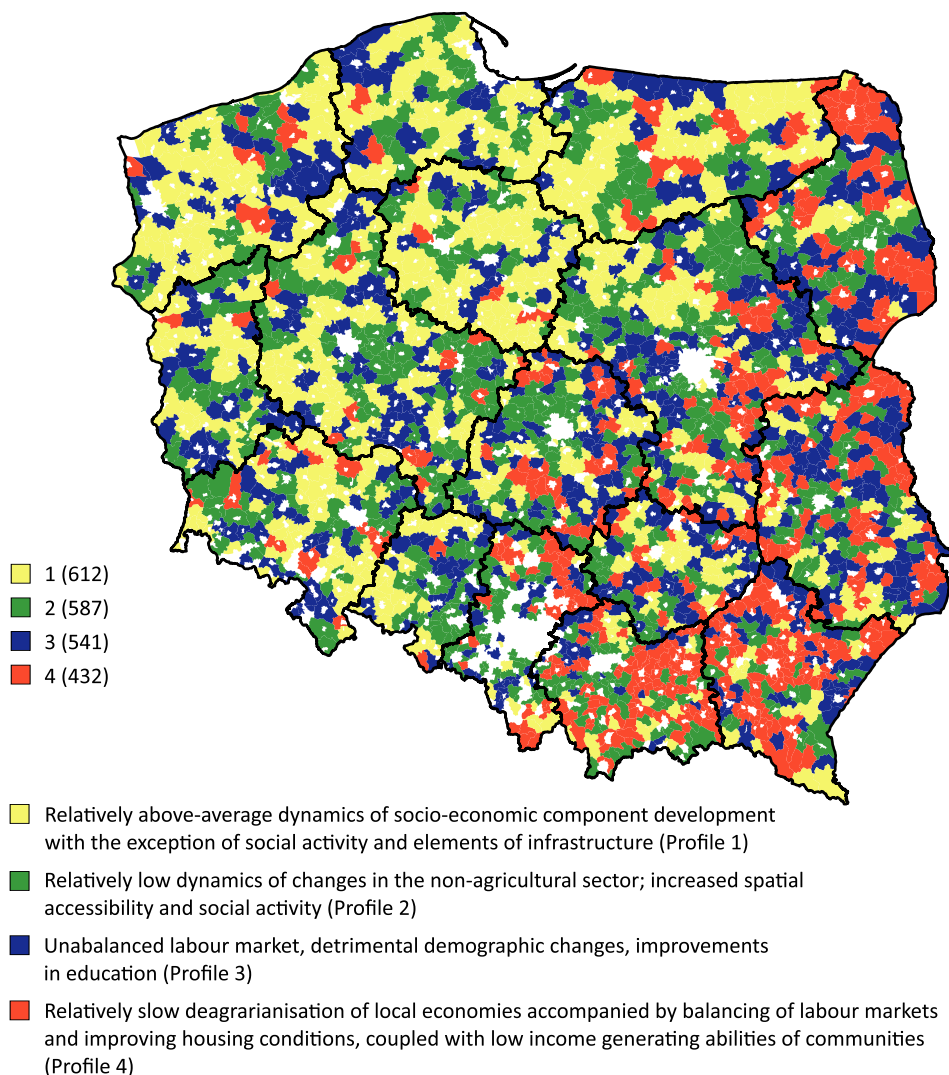 1 (612)
2 (587)
3 (541)
4 (432)
Relatively above-average dynamics of socio-economic component development
with the exception of social activity and elements of infrastructure (Profile 1)
Relatively low dynamics of changes in the non-agricultural sector; increased spatial
accessibility and social activity (Profile 2)
Unabalanced labour market, detrimental demographic changes, improvements
in education (Profile 3)
Relatively slow deagrarianisation of local economies accompanied by balancing of labour markets
and improving housing conditions, coupled with low income generating abilities of communities
(Profile 4)